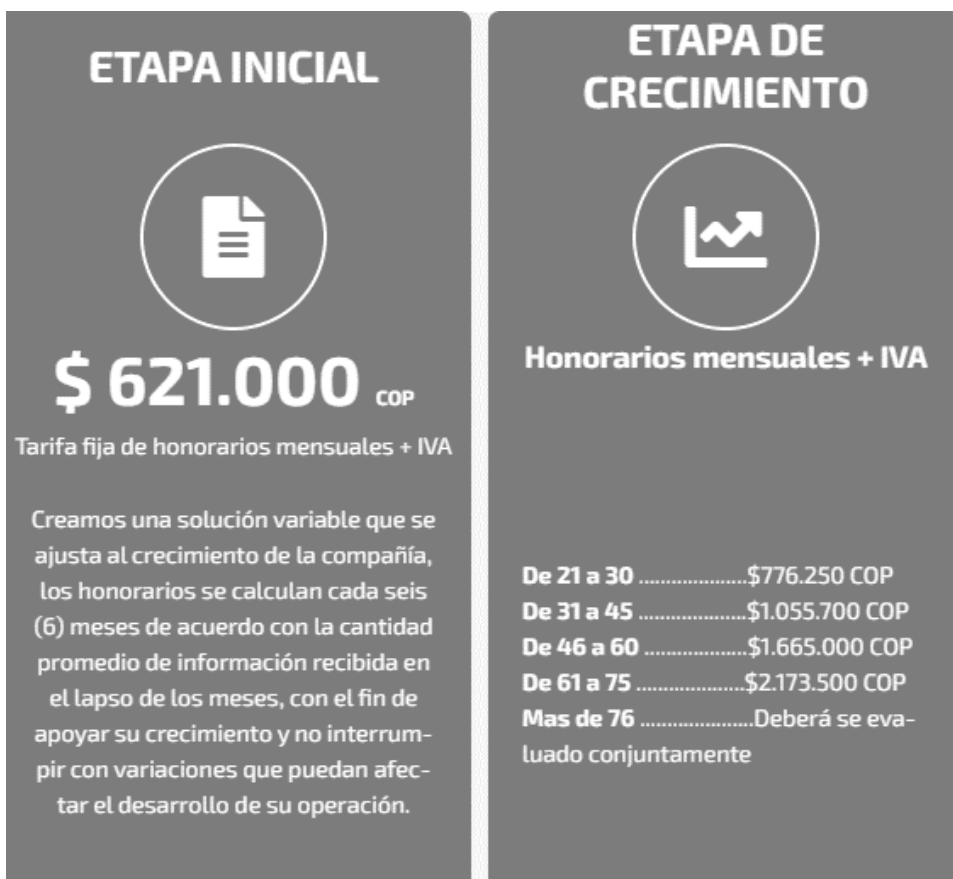 ETAPA INICIAL
$ 621.000 COP
Tarifa fija de honorarios mensuales + IVA
Creamos una solución variable que se
ajusta al crecimiento de la compañía,
los honorarios se calculan cada seis
(6) meses de acuerdo con la cantidad
promedio de información recibida en
el lapso de los meses, con el fin de
apoyar su crecimiento y no interrum-
pir con variaciones que puedan afec-
tar el desarrollo de su operación.
ETAPA DE
CRECIMIENTO
Honorarios mensuales + IVA
De 21 a 30 ....................$776.250 COP
De 31 a 45 ....................$1.055.700 COP
De 46 a 60 ...................$1.665.000 COP
De 61 a 75 ....................$2.173.500 COP
Mas de 76 .....................Deberá se eva-
luado conjuntamente